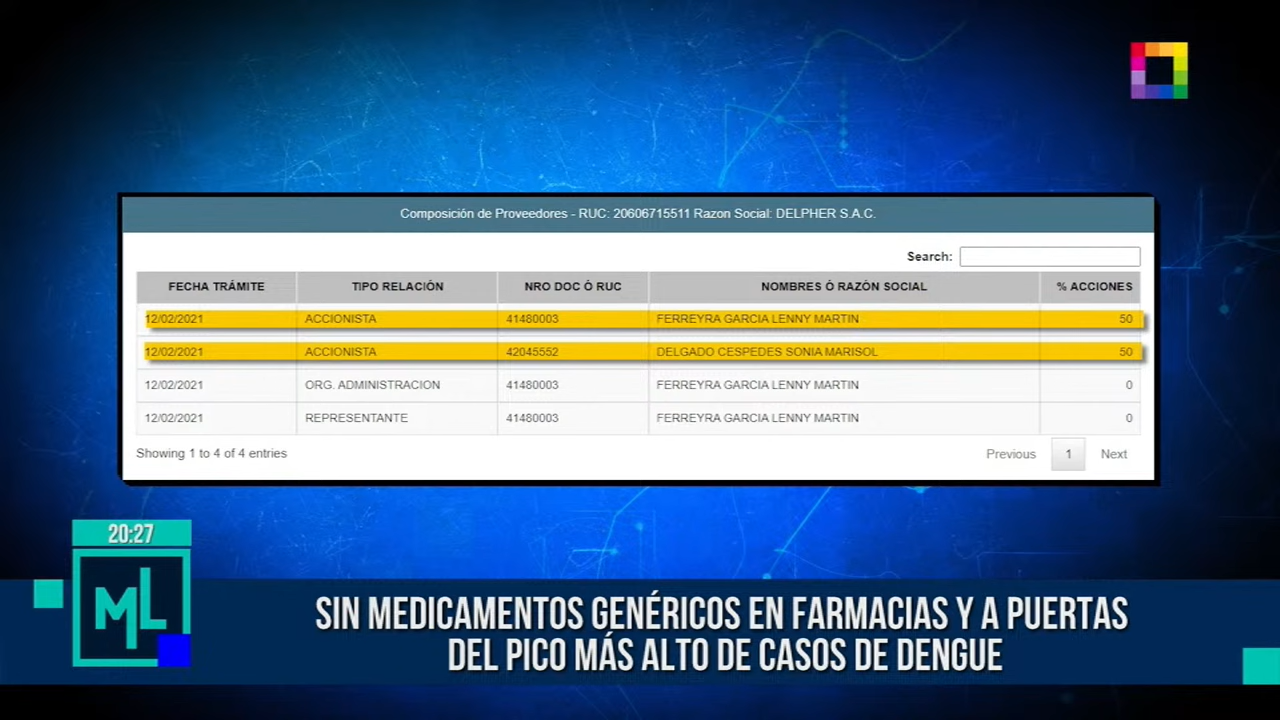 Composición de Proveedores - RUC: 20606715511 Razon Social: DELPHER S.A.C.
Search:
FECHA TRÁMITE TIPO RELACIÓN NRO DOC Ó RUC NOMBRES Ó RAZÓN SOCIAL % ACCIONES
12/02/2021 ACCIONISTA 41480003 FERREYRA GARCIA LENNY MARTIN 50
12/02/2021 ACCIONISTA 42045552 DELGADO CESPEDES SONIA MARISOL 50
12/02/2021 ORG. ADMINISTRACION 41480003 FERREYRA GARCIA LENNY MARTIN 0
12/02/2021 REPRESENTANTE 41480003 FERREYRA GARCIA LENNY MARTIN 0
Showing 1 to 4 of 4 entries Previous 1 Next
20:27
ML
SIN MEDICAMENTOS GENÉRICOS EN FARMACIAS Y A PUERTAS
DEL PICO MÁS ALTO DE CASOS DE DENGUE